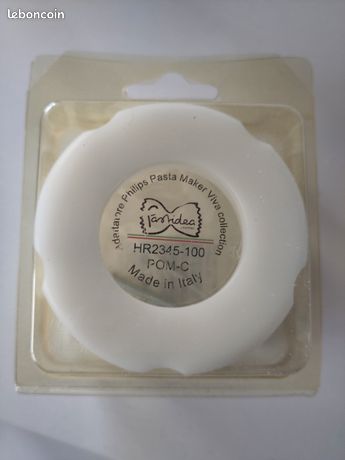 leboncoin
Adattatore Philips Pasta Maker Viva collection
Pastidea
HR2345-100
POM-C
Made in Italy